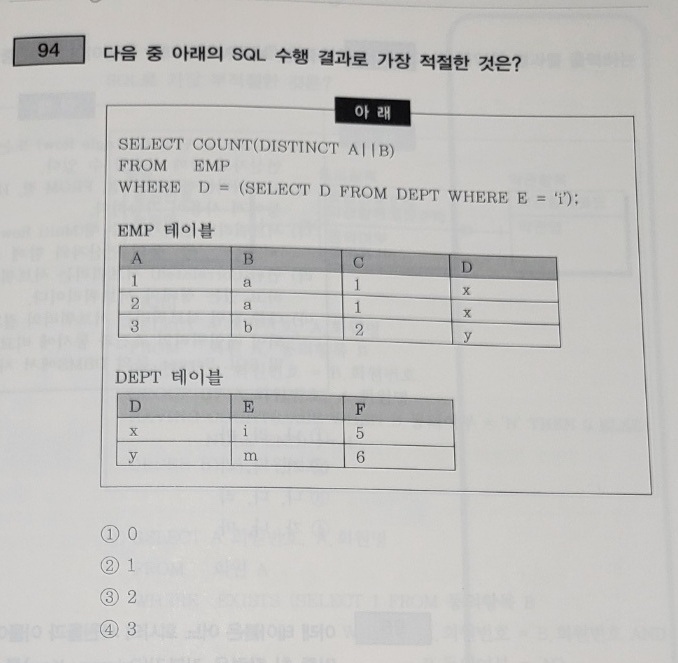 94 다음 중 아래의 SQL 수행 결과로 가장 적절한 것은?
아 래
SELECT COUNT(DISTINCT A||B)
FROM EMP
WHERE D = (SELECT D FROM DEPT WHERE E = 'i');
EMP 테이블
A B C D
1 a 1 x
2 a 1 x
3 b 2 y
DEPT 테이블
D E F
x i 5
y m 6
① 0
② 1
③ 2
④ 3